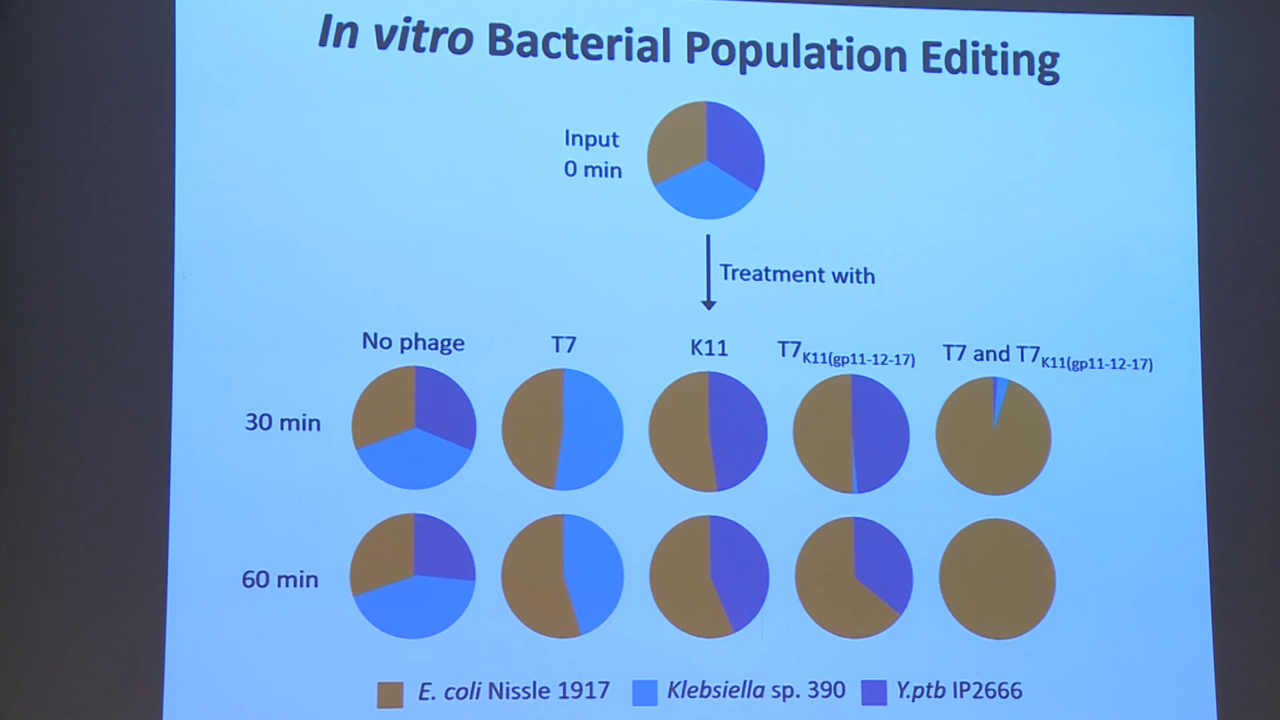 In vitro Bacterial Population Editing
Input
0 min
Treatment with
No phage
T7
K11
T7K11(gp11-12-17)
T7 and T7K11(gp11-12-17)
30 min
60 min
E. coli Nissle 1917
Klebsiella sp. 390
Y.ptb IP2666